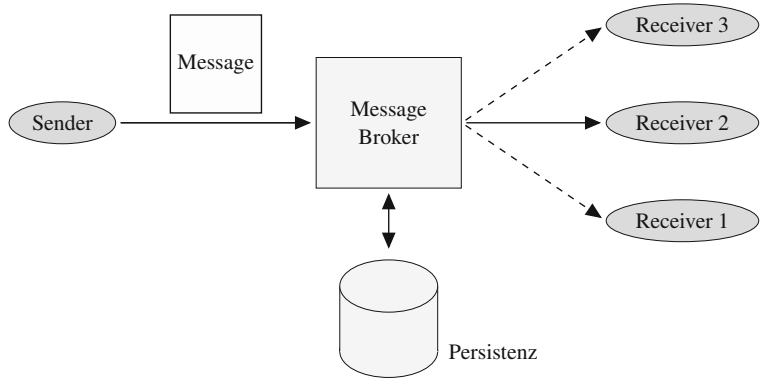 Receiver 3
Message
Sender
Message
Broker
Receiver 2
Receiver 1
Persistenz